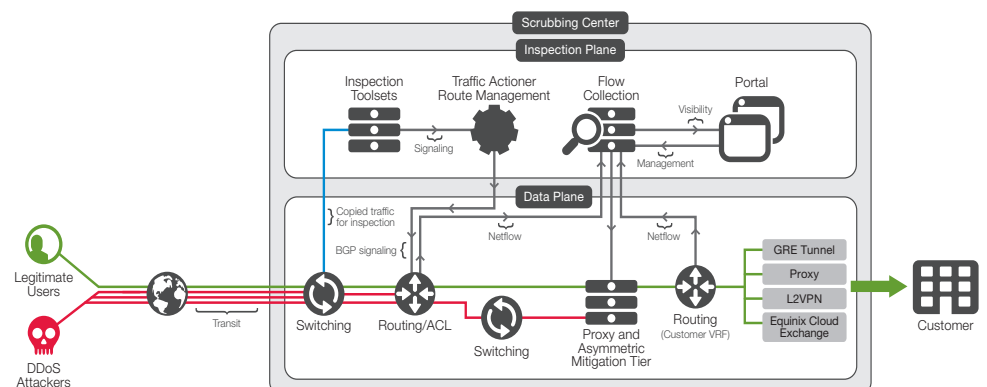 Scrubbing Center
Inspection Plane
Inspection
Toolsets
Traffic Actioner
Route Management
Flow
Collection
Portal
Visibility
Signaling
Management
Data Plane
Copied traffic
for inspection
BGP signaling
Netflow
Netflow
Legitimate
Users
DDoS
Attackers
Transit
Switching
Routing/ACL
Switching
Proxy and
Asymmetric
Mitigation Tier
Routing
(Customer VRF)
GRE Tunnel
Proxy
L2VPN
Equinix Cloud
Exchange
Customer